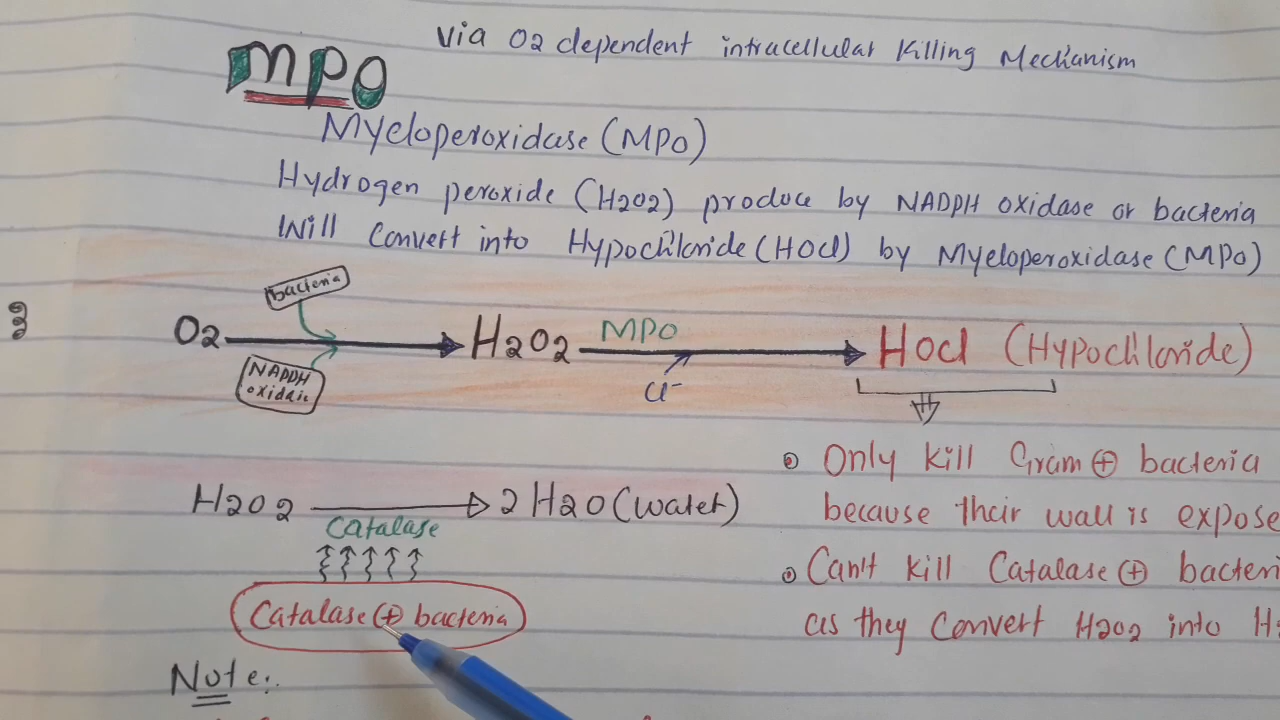 Via O2 dependent intracellular Killing Mechanism
MPO
Myeloperoxidase (MPO)
Hydrogen peroxide (H2O2) produce by NADPH oxidase or bacteria
Will Convert into Hypochloride (HOCl) by Myeloperoxidase (MPO)
bacteria
O2 H2O2 MPO HOCl (Hypochloride)
NADPH
oxidase
Cl-
Only kill Gram ⊕ bacteria
H2O2 2 H2O (Water)
because their wall is expose
Catalase
Can't kill Catalase ⊕ bacteri
Catalase ⊕ bacteria
as they Convert H2O2 into H2
Note: